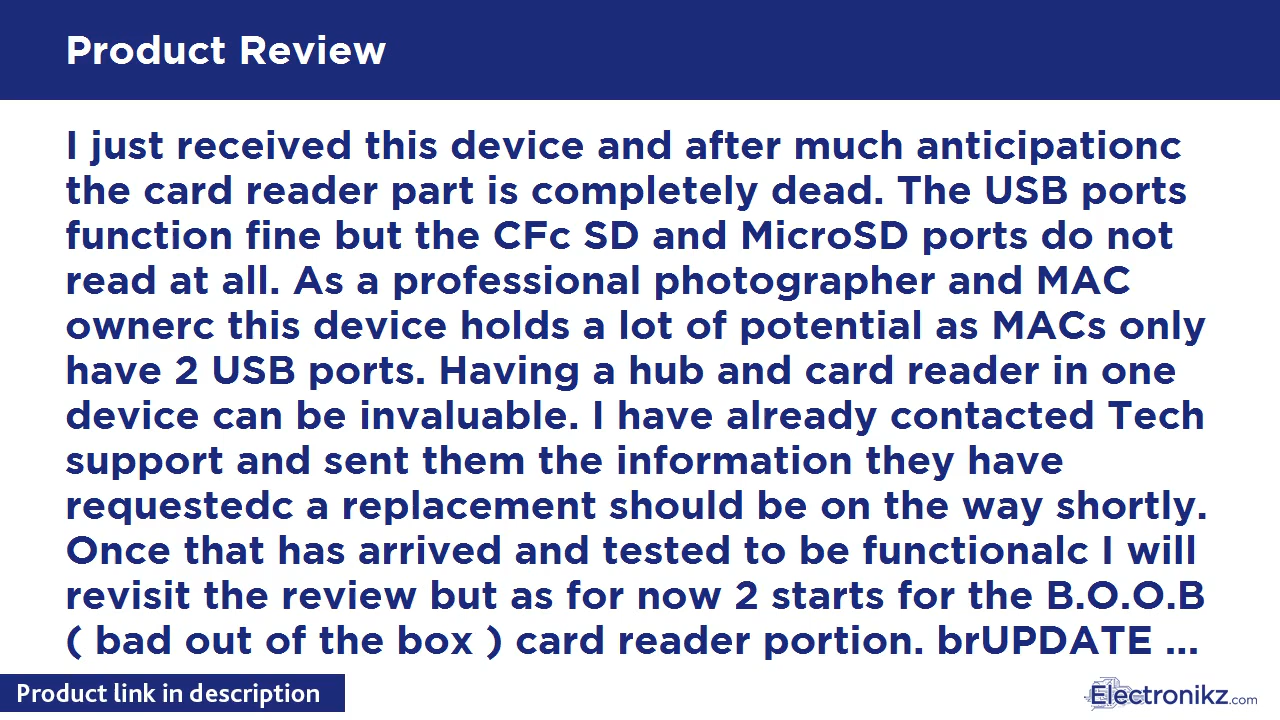 Product Review
I just received this device and after much anticipationc
the card reader part is completely dead. The USB ports
function fine but the CFc SD and MicroSD ports do not
read at all. As a professional photographer and MAC
ownerc this device holds a lot of potential as MACs only
have 2 USB ports. Having a hub and card reader in one
device can be invaluable. I have already contacted Tech
support and sent them the information they have
requestedc a replacement should be on the way shortly.
Once that has arrived and tested to be functionalc I will
revisit the review but as for now 2 starts for the B.O.O.B
( bad out of the box ) card reader portion. brUPDATE ...
Product link in description
Electronikz.com